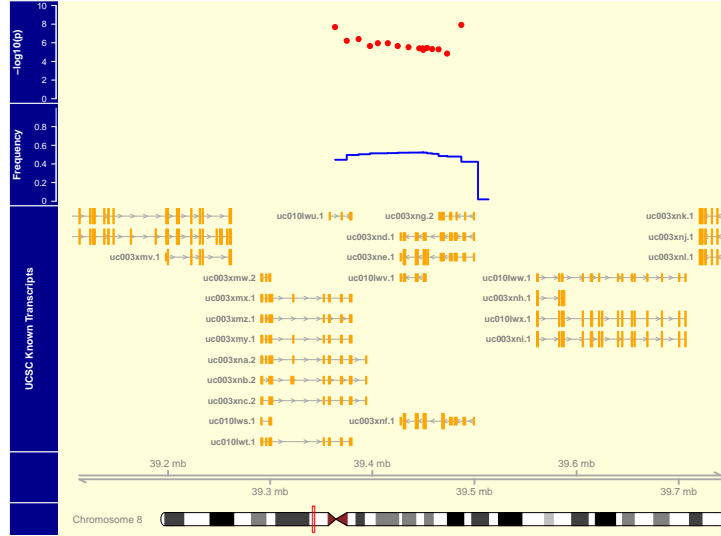 −log10(p)
10
8
6
4
2
0
Frequency
0.8
0.6
0.4
0.2
0
UCSC Known Transcripts
uc010lwu.1 uc003xng.2 uc003xnk.1
uc003xnd.1 uc003xnj.1
uc003xmv.1 uc003xne.1 uc003xnl.1
uc003xmw.2 uc010lwv.1 uc010lww.1
uc003xmx.1 uc003xnh.1
uc003xmz.1 uc010lwx.1
uc003xmy.1 uc003xni.1
uc003xna.2
uc003xnb.2
uc003xnc.2
uc010lws.1 uc003xnf.1
uc010lwt.1
39.2 mb 39.4 mb 39.6 mb
39.3 mb 39.5 mb 39.7 mb
Chromosome 8